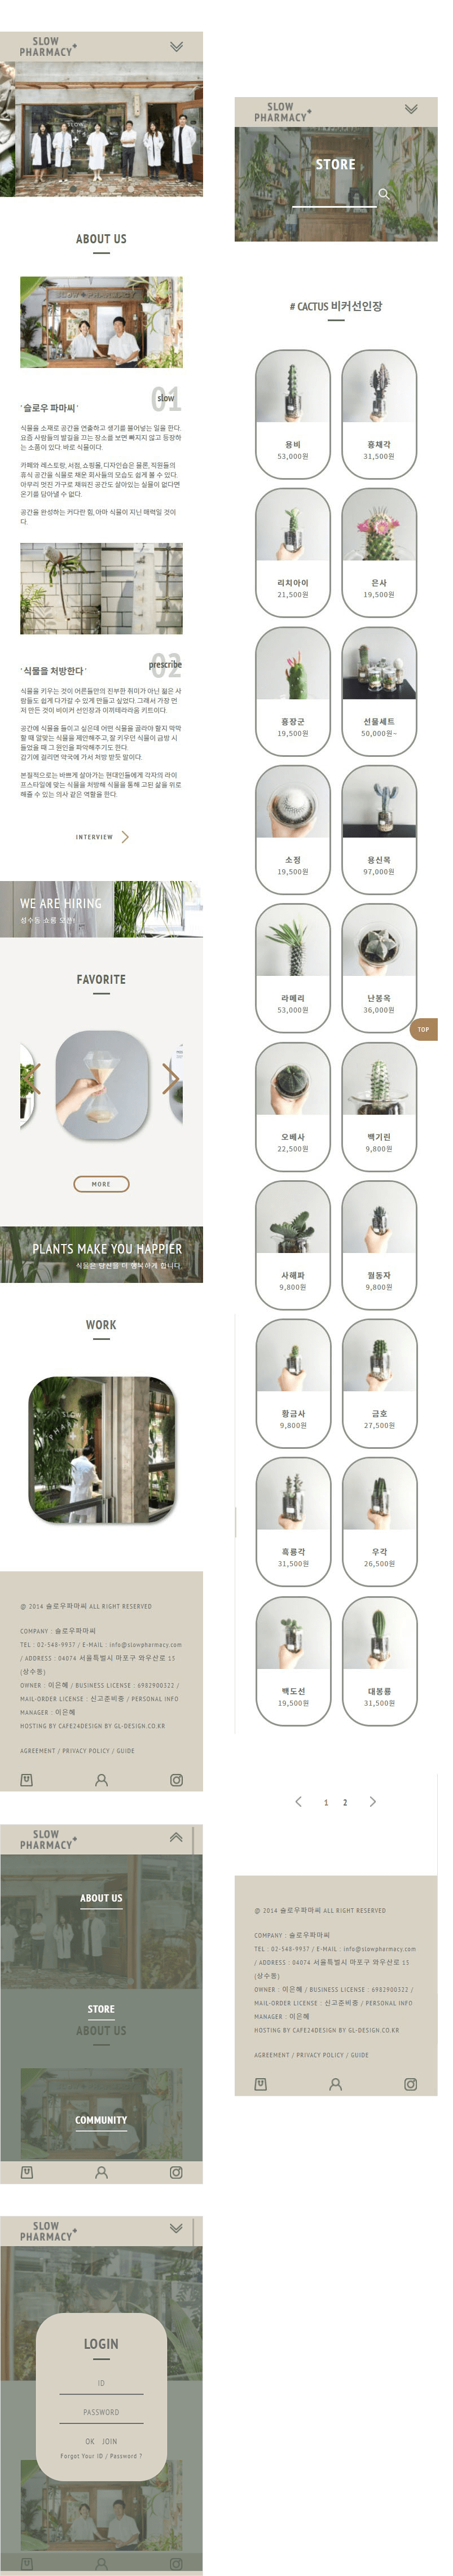 SLOW
PHARMACY+
ABOUT US
slow
01
'슬로우 파마씨'
식물을 소재로 공간을 연출하고 생기를 불어넣는 일을 한다.
요즘 사람들의 발길을 끄는 장소를 보면 빠지지 않고 등장하
는 소품이 있다. 바로 식물이다.
카페와 레스토랑, 서점, 쇼핑몰, 디자인숍은 물론, 직원들의
휴식 공간을 식물로 채운 회사들의 모습도 쉽게 볼 수 있다.
아무리 멋진 가구로 채워진 공간도 살아있는 실물이 없다면
온기를 담아낼 수 없다.
공간을 완성하는 커다란 힘, 아마 식물이 지닌 매력일 것이
다.
prescribe
02
'식물을 처방한다'
식물을 키우는 것이 어른들만의 진부한 취미가 아닌 젊은 사
람들도 쉽게 다가갈 수 있게 만들고 싶었다. 그래서 가장 먼
저 만든 것이 비이커 선인장과 이끼테라리움 키트이다.
공간에 식물을 들이고 싶은데 어떤 식물을 골라야 할지 막막
할 때 알맞는 식물을 제안해주고, 잘 키우던 식물이 금방 시
들었을 때 그 원인을 파악해주기도 한다.
감기에 걸리면 약국에 가서 처방 받듯 말이다.
본질적으로는 바쁘게 살아가는 현대인들에게 각자의 라이
프스타일에 맞는 식물을 처방해 식물을 통해 고된 삶을 위로
해줄 수 있는 의사 같은 역할을 한다.
INTERVIEW
WE ARE HIRING
성수동 쇼룸 오픈!
FAVORITE
MORE
PLANTS MAKE YOU HAPPIER
식물은 당신을 더 행복하게 합니다.
WORK
@ 2014 슬로우파마씨 ALL RIGHT RESERVED
COMPANY : 슬로우파마씨
TEL : 02-548-9937 / E-MAIL : info@slowpharmacy.com
/ ADDRESS : 04074 서울특별시 마포구 와우산로 15
(상수동)
OWNER : 이은혜 / BUSINESS LICENSE : 6982900322 /
MAIL-ORDER LICENSE : 신고준비중 / PERSONAL INFO
MANAGER : 이은혜
HOSTING BY CAFE24DESIGN BY GL-DESIGN.CO.KR
AGREEMENT / PRIVACY POLICY / GUIDE
SLOW
PHARMACY+
ABOUT US
STORE
ABOUT US
COMMUNITY
SLOW
PHARMACY+
LOGIN
ID
PASSWORD
OK JOIN
Forgot Your ID / Password ?
SLOW
PHARMACY+
STORE
# CACTUS 비커선인장
용비
53,000원
홍채각
31,500원
리치아이
21,500원
은사
19,500원
홍장군
19,500원
선물세트
50,000원~
소정
19,500원
용신목
97,000원
라메리
53,000원
난봉옥
36,000원
TOP
오베사
22,500원
백기린
9,800원
사해파
9,800원
월동자
9,800원
황금사
9,800원
금호
27,500원
흑룡각
31,500원
우각
26,500원
백도선
19,500원
대봉룡
31,500원
1 2
@ 2014 슬로우파마씨 ALL RIGHT RESERVED
COMPANY : 슬로우파마씨
TEL : 02-548-9937 / E-MAIL : info@slowpharmacy.com
/ ADDRESS : 04074 서울특별시 마포구 와우산로 15
(상수동)
OWNER : 이은혜 / BUSINESS LICENSE : 6982900322 /
MAIL-ORDER LICENSE : 신고준비중 / PERSONAL INFO
MANAGER : 이은혜
HOSTING BY CAFE24DESIGN BY GL-DESIGN.CO.KR
AGREEMENT / PRIVACY POLICY / GUIDE